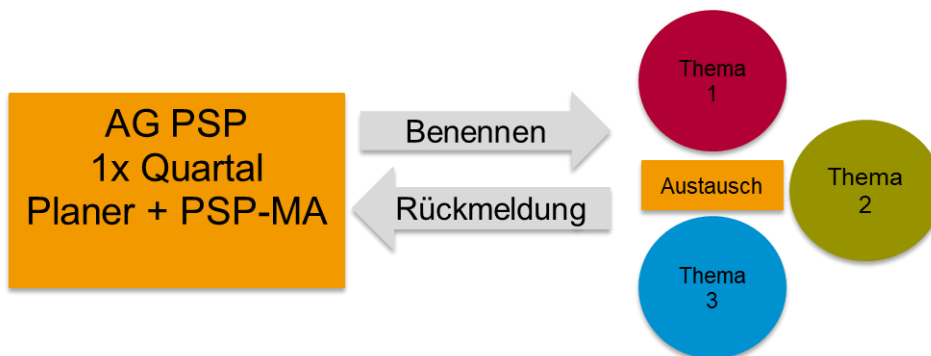 AG PSP
1x Quartal
Planer + PSP-MA
Benennen
Rückmeldung
Thema
1
Austausch
Thema
2
Thema
3